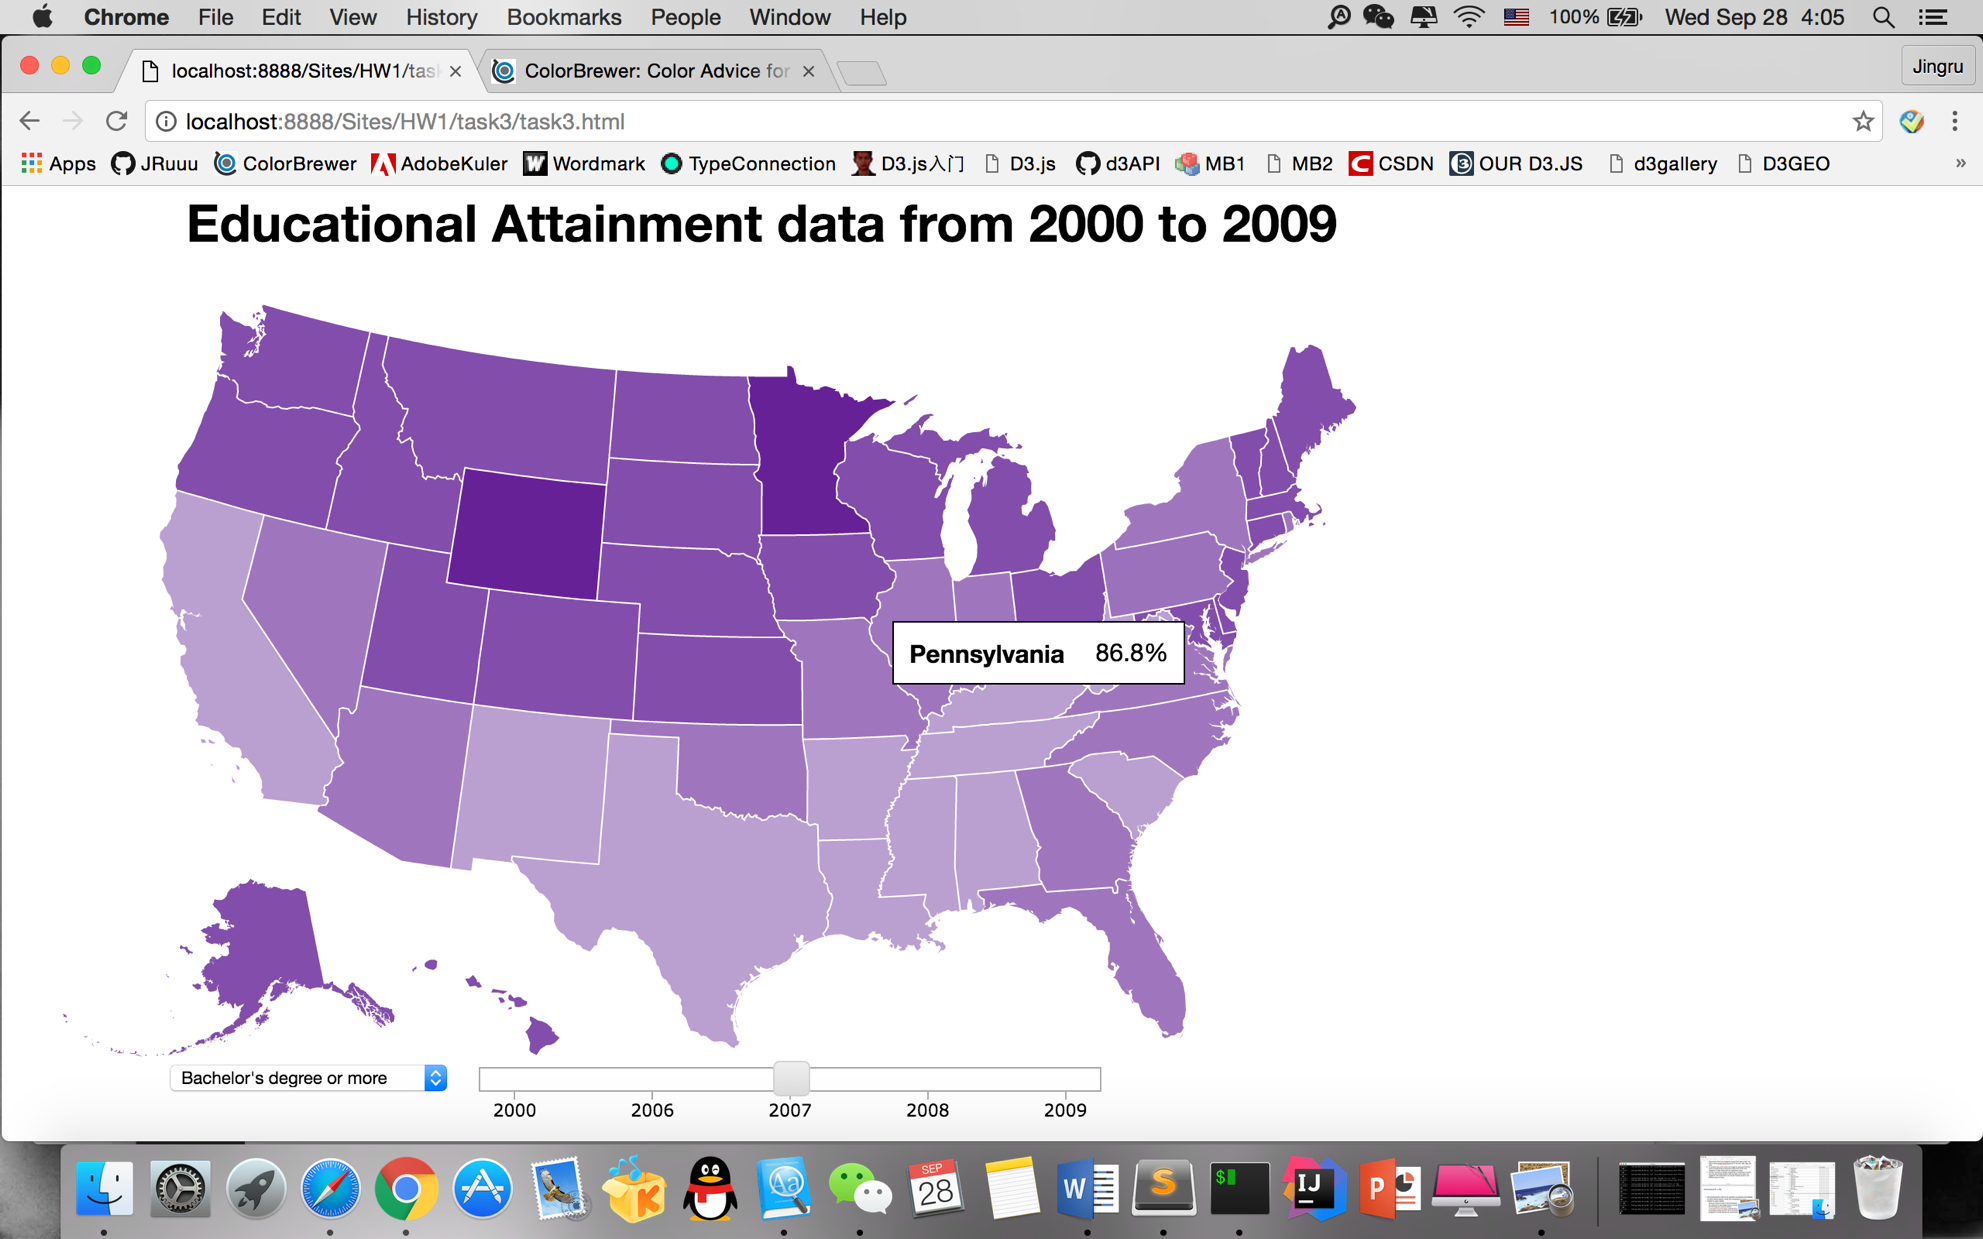 Chrome File Edit View History Bookmarks People Window Help 100% Wed Sep 28 4:05
localhost:8888/Sites/HW1/tas ColorBrewer: Color Advice for Jingru
localhost:8888/Sites/HW1/task3/task3.html
Apps JRuuu ColorBrewer AdobeKuler Wordmark TypeConnection D3.js入门 D3.js d3API MB1 MB2 CSDN OUR D3.JS d3gallery D3GEO »
Educational Attainment data from 2000 to 2009
Pennsylvania 86.8%
Bachelor's degree or more
2000 2006 2007 2008 2009
SEP
28